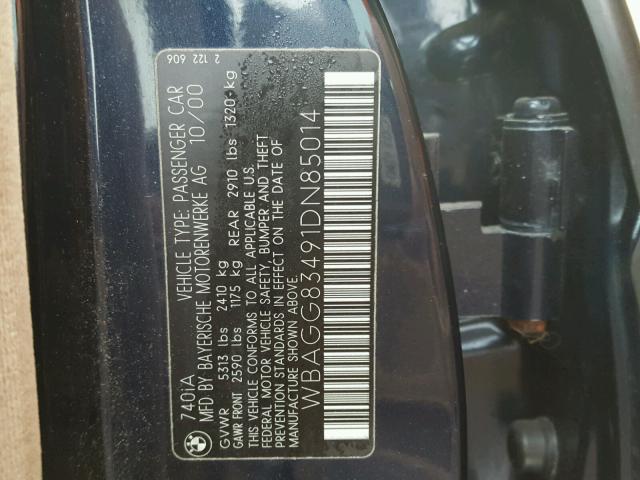 2 122 606
740iA VEHICLE TYPE: PASSENGER CAR
MFD BY BAYERISCHE MOTORENWERKE AG 10/00
GVWR 5313 lbs 2410 kg
GAWR FRONT 2590 lbs 1175 kg REAR 2910 lbs 1320 kg
THIS VEHICLE CONFORMS TO ALL APPLICABLE U.S.
FEDERAL MOTOR VEHICLE SAFETY, BUMPER AND THEFT
PREVENTION STANDARDS IN EFFECT ON THE DATE OF
MANUFACTURE SHOWN ABOVE.
WBAGG83491DN85014